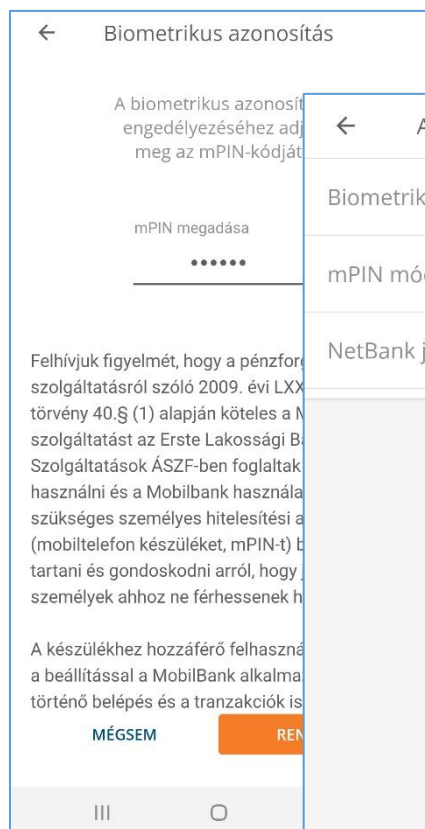 Biometrikus azonosítás
A biometrikus azonosít
engedélyezéséhez adj
meg az mPIN-kódját
mPIN megadása
••••••
Felhívjuk figyelmét, hogy a pénzforg
szolgáltatásról szóló 2009. évi LXX
törvény 40.§ (1) alapján köteles a M
szolgáltatást az Erste Lakossági Ba
Szolgáltatások ÁSZF-ben foglaltak
használni és a Mobilbank használa
szükséges személyes hitelesítési a
(mobiltelefon készüléket, mPIN-t) b
tartani és gondoskodni arról, hogy j
személyek ahhoz ne férhessenek h
A készülékhez hozzáférő felhaszná
a beállítással a MobilBank alkalma
történő belépés és a tranzakciók is
MÉGSEM
REN
A
Biometrik
mPIN mód
NetBank j